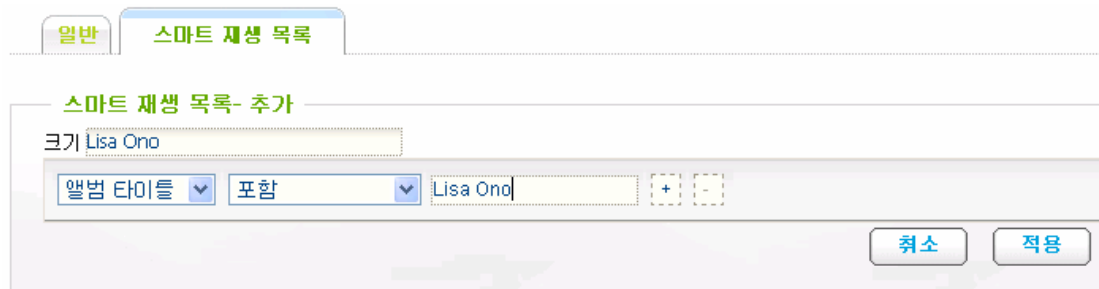 일반 스마트 재생 목록
스마트 재생 목록- 추가
크기 Lisa Ono
앨범 타이틀 포함 Lisa Ono + -
취소 적용